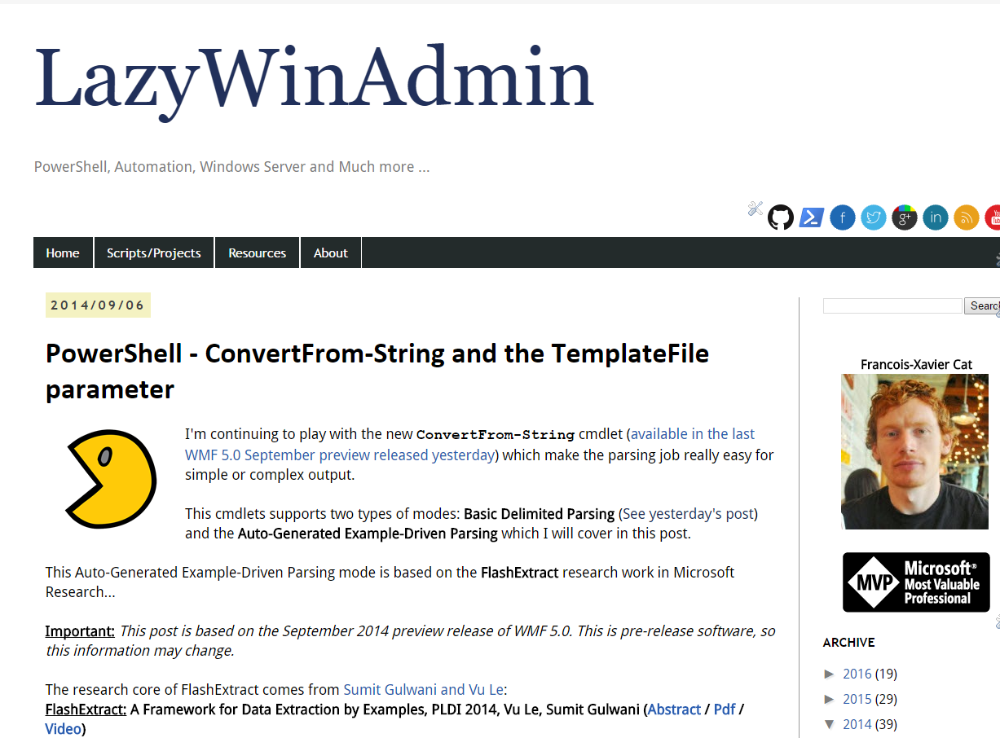 LazyWinAdmin
PowerShell, Automation, Windows Server and Much more ...
f
g+
in
You
Home
Scripts/Projects
Resources
About
2014/09/06
PowerShell - ConvertFrom-String and the TemplateFile
parameter
I'm continuing to play with the new ConvertFrom-String cmdlet (available in the last
WMF 5.0 September preview released yesterday) which make the parsing job really easy for
simple or complex output.
This cmdlets supports two types of modes: Basic Delimited Parsing (See yesterday's post)
and the Auto-Generated Example-Driven Parsing which I will cover in this post.
This Auto-Generated Example-Driven Parsing mode is based on the FlashExtract research work in Microsoft
Research...
Important: This post is based on the September 2014 preview release of WMF 5.0. This is pre-release software, so
this information may change.
The research core of FlashExtract comes from Sumit Gulwani and Vu Le:
FlashExtract: A Framework for Data Extraction by Examples, PLDI 2014, Vu Le, Sumit Gulwani (Abstract / Pdf /
Video)
Searc
Francois-Xavier Cat
MVP
Microsoft®
Most Valuable
Professional
ARCHIVE
► 2016 (19)
► 2015 (29)
▼ 2014 (39)